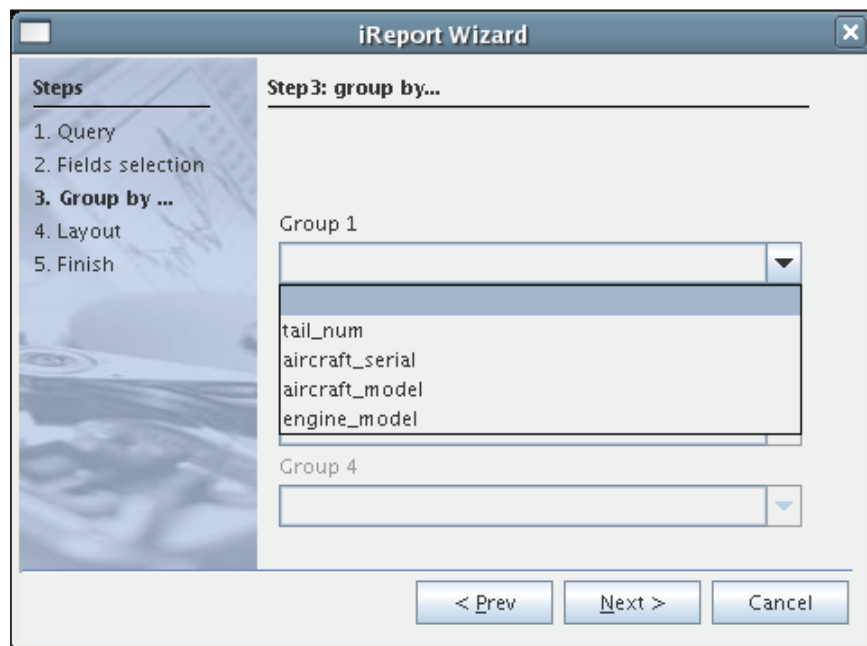 iReport Wizard
Steps
1. Query
2. Fields selection
3. Group by ...
4. Layout
5. Finish
Step3: group by...
Group 1
tail_num
aircraft_serial
aircraft_model
engine_model
Group 4
< Prev
Next >
Cancel